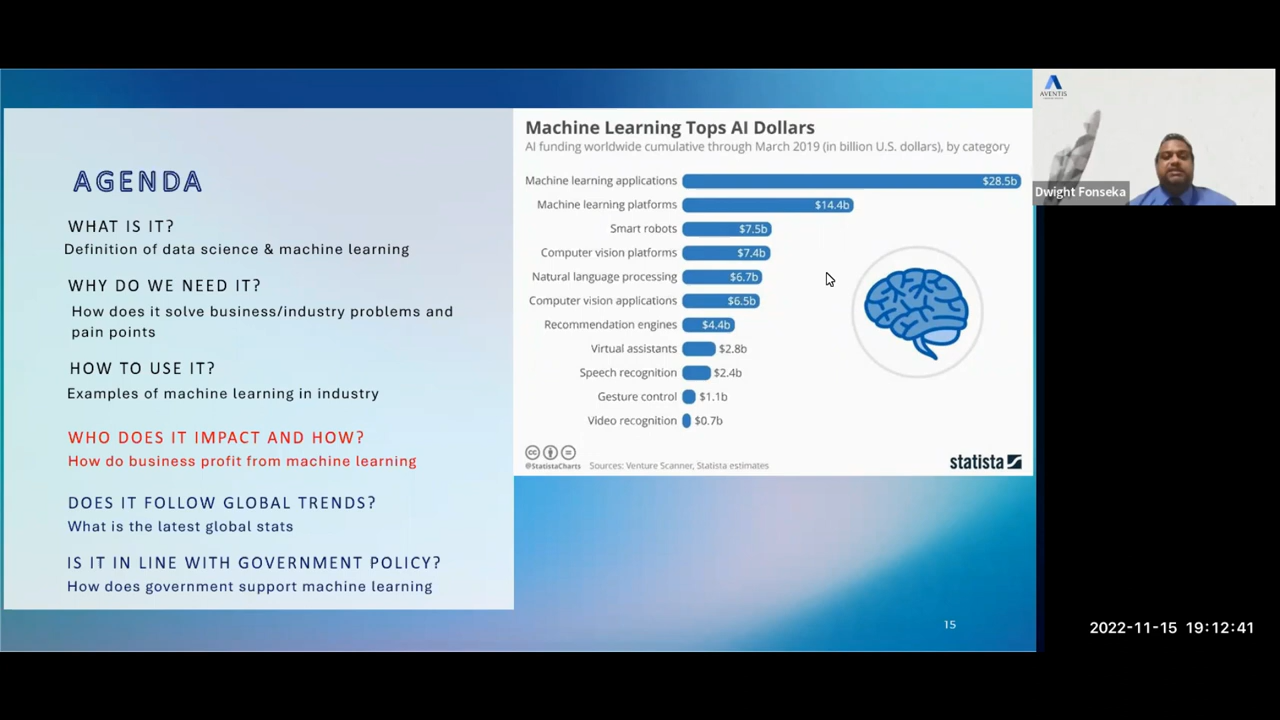 AGENDA
WHAT IS IT?
Definition of data science & machine learning
WHY DO WE NEED IT?
How does it solve business/industry problems and
pain points
HOW TO USE IT?
Examples of machine learning in industry
WHO DOES IT IMPACT AND HOW?
How do business profit from machine learning
DOES IT FOLLOW GLOBAL TRENDS?
What is the latest global stats
IS IT IN LINE WITH GOVERNMENT POLICY?
How does government support machine learning
Machine Learning Tops AI Dollars
AI funding worldwide cumulative through March 2019 (in billion U.S. dollars), by category
Machine learning applications $28.5b
Machine learning platforms $14.4b
Smart robots $7.5b
Computer vision platforms $7.4b
Natural language processing $6.7b
Computer vision applications $6.5b
Recommendation engines $4.4b
Virtual assistants $2.8b
Speech recognition $2.4b
Gesture control $1.1b
Video recognition $0.7b
cc
@StatistaCharts Sources: Venture Scanner, Statista estimates
statista
15
AVENTIS
Dwight Fonseka
2022-11-15 19:12:41